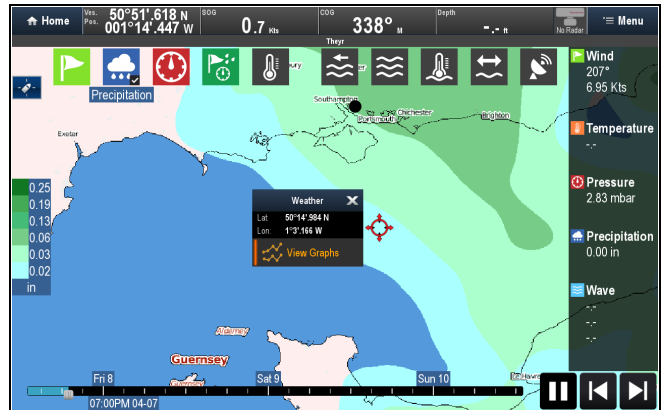 Home
Ves. Pos. 50°51'.618 N
001°14'.447 W
SOG 0.7 Kts
COG 338° M
Depth -.- ft
No Radar
Menu
Theyr
Precipitation
Southampton
Portsmouth
Chichester
Brighton
Exeter
0.25
0.19
0.13
0.06
0.03
0.02
in
Weather X
Lat 50°14'.984 N
Lon: 1°3'.166 W
View Graphs
Wind
207°
6.95 Kts
Temperature
-.-
Pressure
2.83 mbar
Precipitation
0.00 in
Wave
-.-
-.-
Alderney
Guernsey
Guernsey
Le Havre
Fri 8
Sat 9
Sun 10
07:00PM 04-07